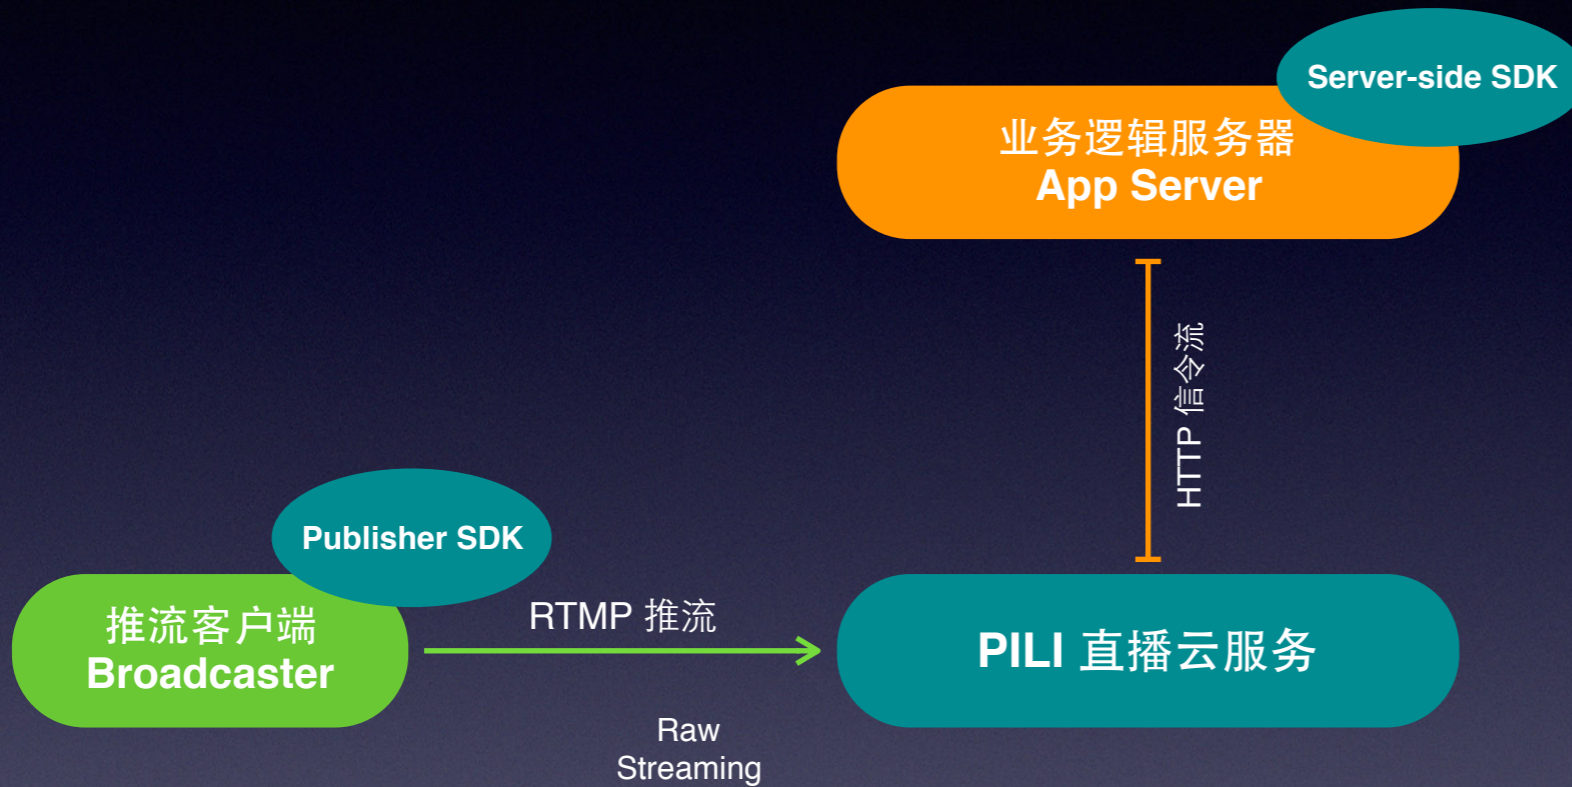 Server-side SDK
业务逻辑服务器
App Server
HTTP 信令流
Publisher SDK
推流客户端
Broadcaster
RTMP 推流
PILI 直播云服务
Raw
Streaming